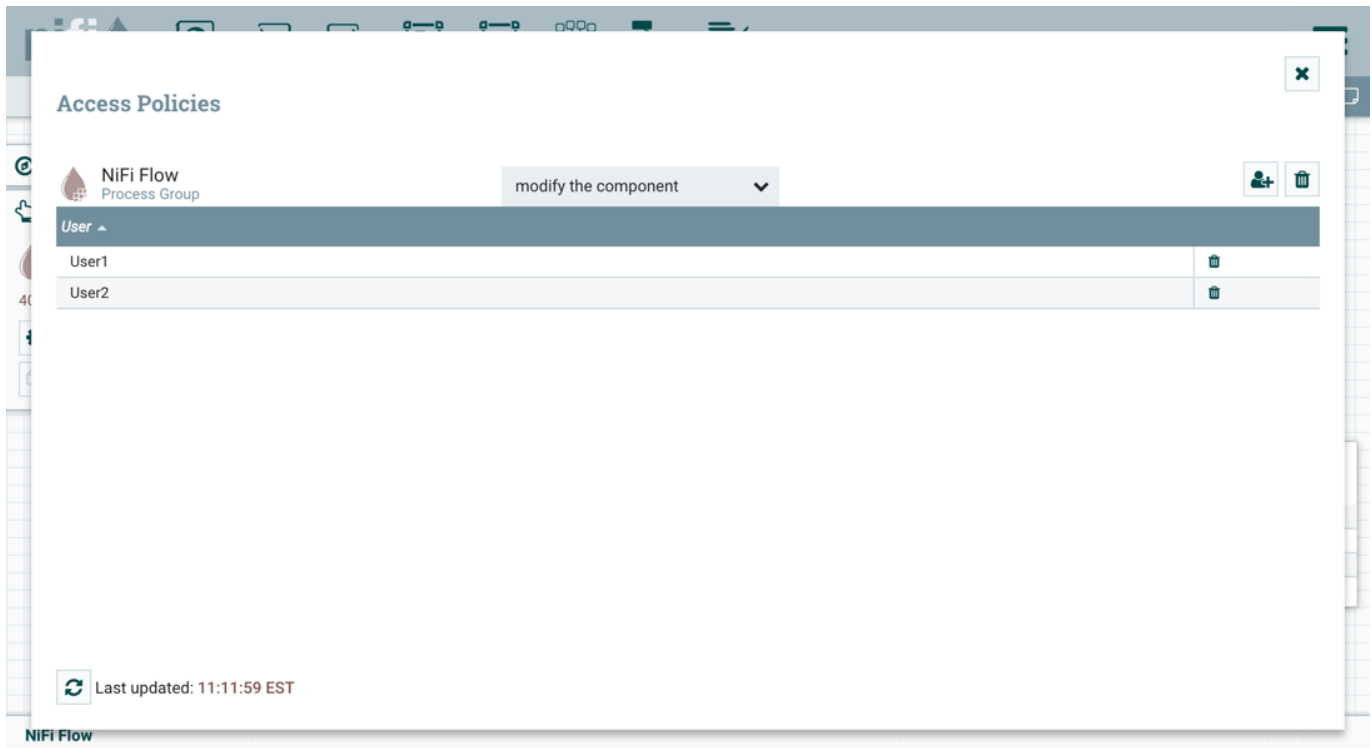 Access Policies
NiFi Flow
Process Group
modify the component
User
User1
User2
40
Last updated: 11:11:59 EST
NiFi Flow